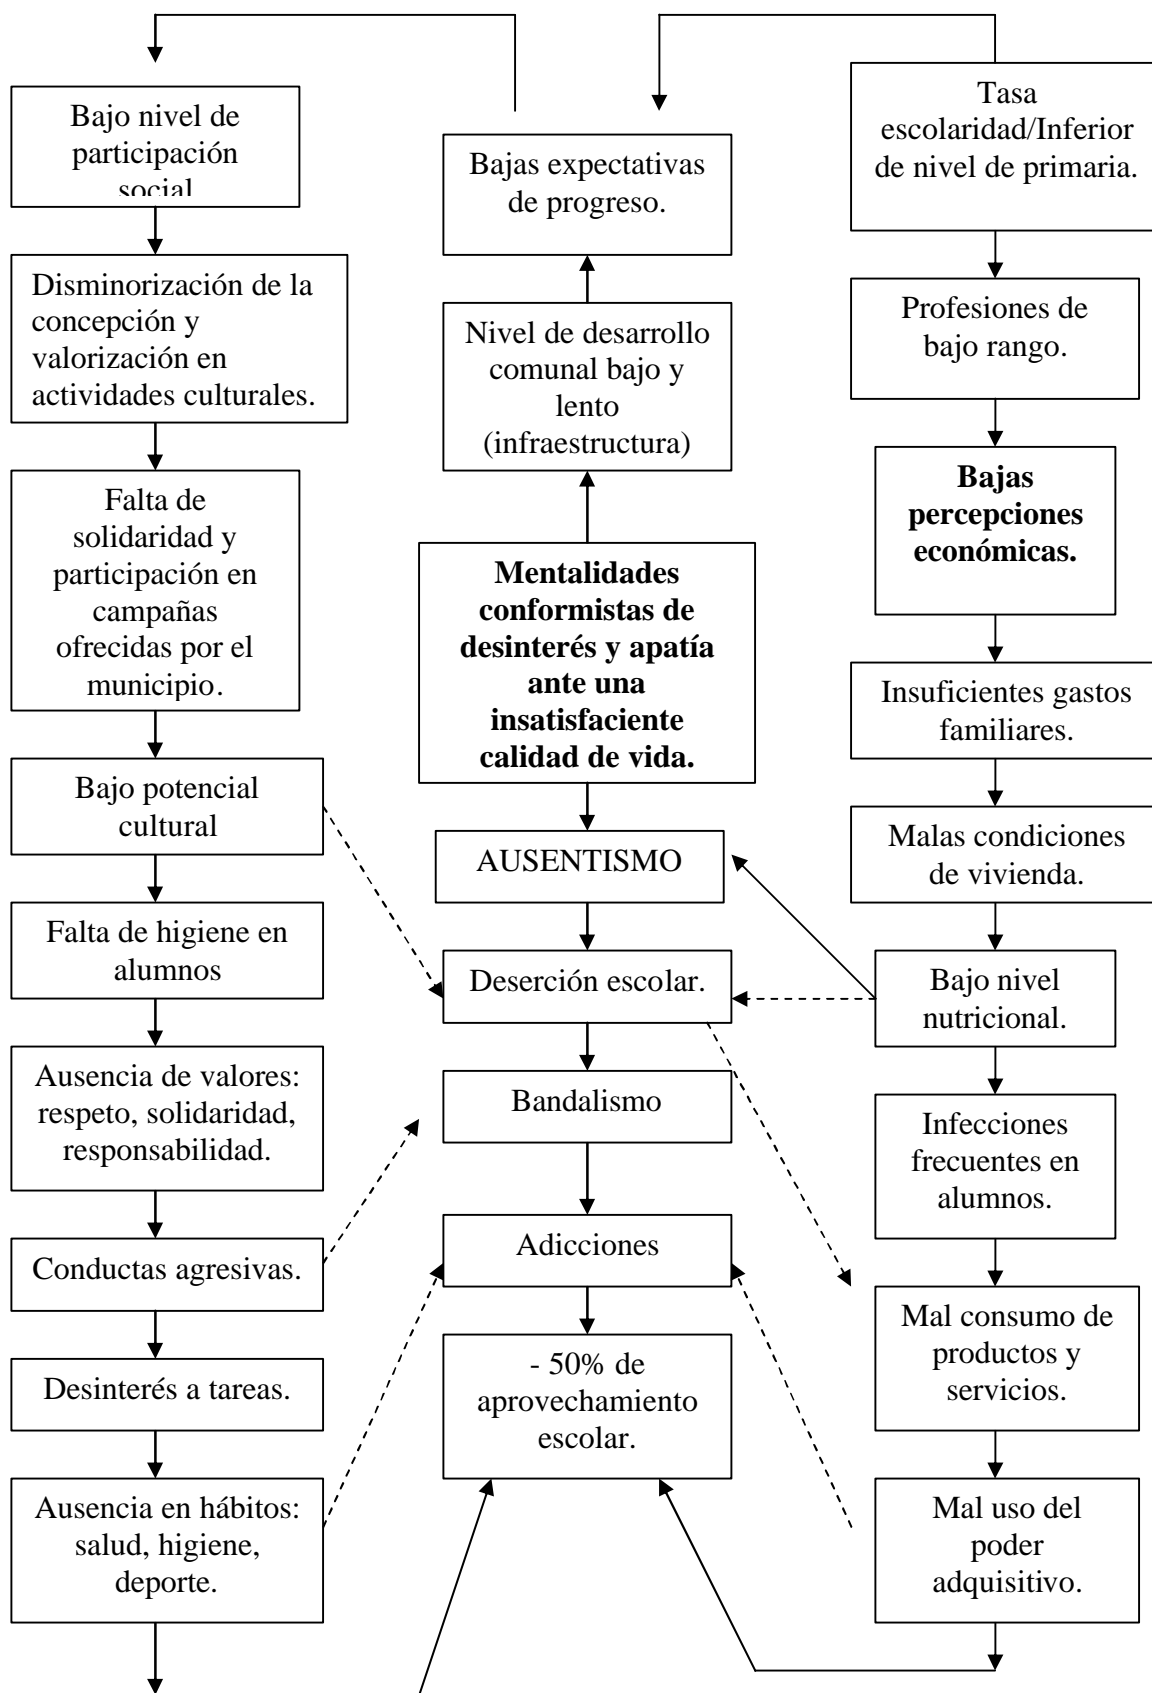 Bajo nivel de
participación
social
Disminorización de la
concepción y
valorización en
actividades culturales.
Falta de
solidaridad y
participación en
campañas
ofrecidas por el
municipio.
Bajo potencial
cultural
Falta de higiene en
alumnos
Ausencia de valores:
respeto, solidaridad,
responsabilidad.
Conductas agresivas.
Desinterés a tareas.
Ausencia en hábitos:
salud, higiene,
deporte.
Bajas expectativas
de progreso.
Nivel de desarrollo
comunal bajo y
lento
(infraestructura)
Mentalidades
conformistas de
desinterés y apatía
ante una
insatisfaciente
calidad de vida.
AUSENTISMO
Deserción escolar.
Bandalismo
Adicciones
- 50% de
aprovechamiento
escolar.
Tasa
escolaridad/Inferior
de nivel de primaria.
Profesiones de
bajo rango.
Bajas
percepciones
económicas.
Insuficientes gastos
familiares.
Malas condiciones
de vivienda.
Bajo nivel
nutricional.
Infecciones
frecuentes en
alumnos.
Mal consumo de
productos y
servicios.
Mal uso del
poder
adquisitivo.